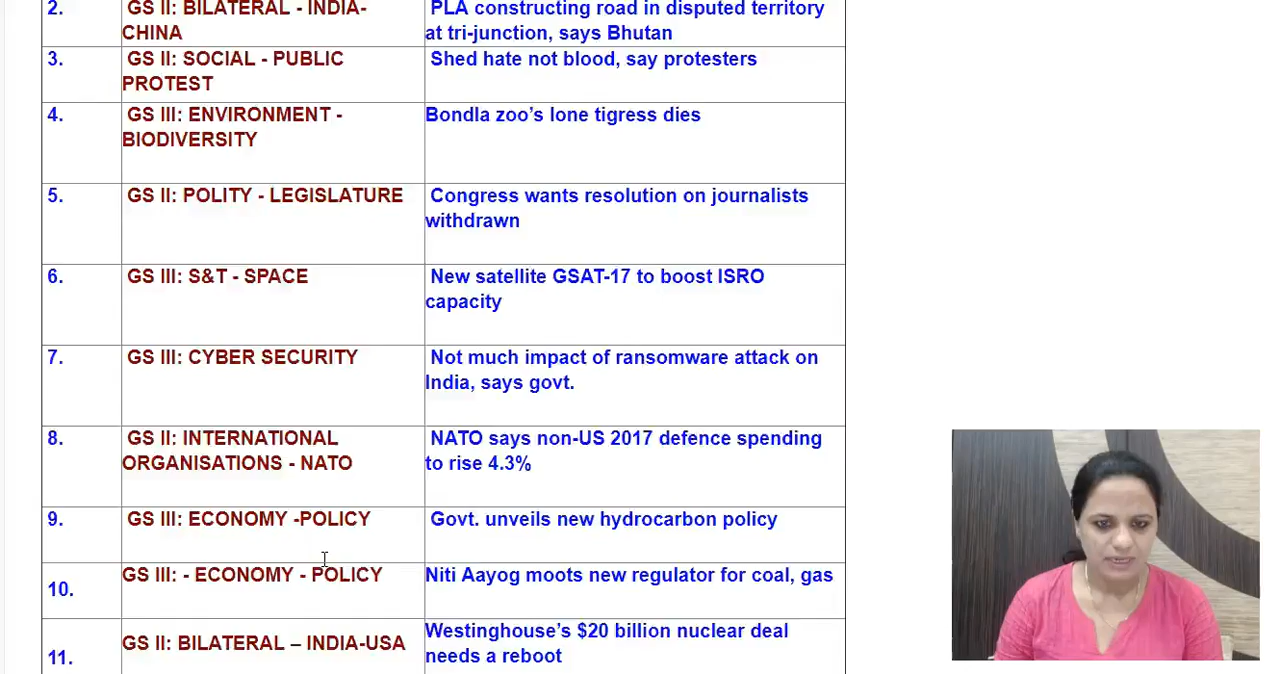 2. GS II: BILATERAL - INDIA- PLA constructing road in disputed territory
CHINA at tri-junction, says Bhutan
3. GS II: SOCIAL - PUBLIC Shed hate not blood, say protesters
PROTEST
4. GS III: ENVIRONMENT - Bondla zoo’s lone tigress dies
BIODIVERSITY
5. GS II: POLITY - LEGISLATURE Congress wants resolution on journalists
withdrawn
6. GS III: S&T - SPACE New satellite GSAT-17 to boost ISRO
capacity
7. GS III: CYBER SECURITY Not much impact of ransomware attack on
India, says govt.
8. GS II: INTERNATIONAL NATO says non-US 2017 defence spending
ORGANISATIONS - NATO to rise 4.3%
9. GS III: ECONOMY -POLICY Govt. unveils new hydrocarbon policy
GS III: - ECONOMY - POLICY Niti Aayog moots new regulator for coal, gas
10.
Westinghouse’s $20 billion nuclear deal
GS II: BILATERAL – INDIA-USA
11. needs a reboot